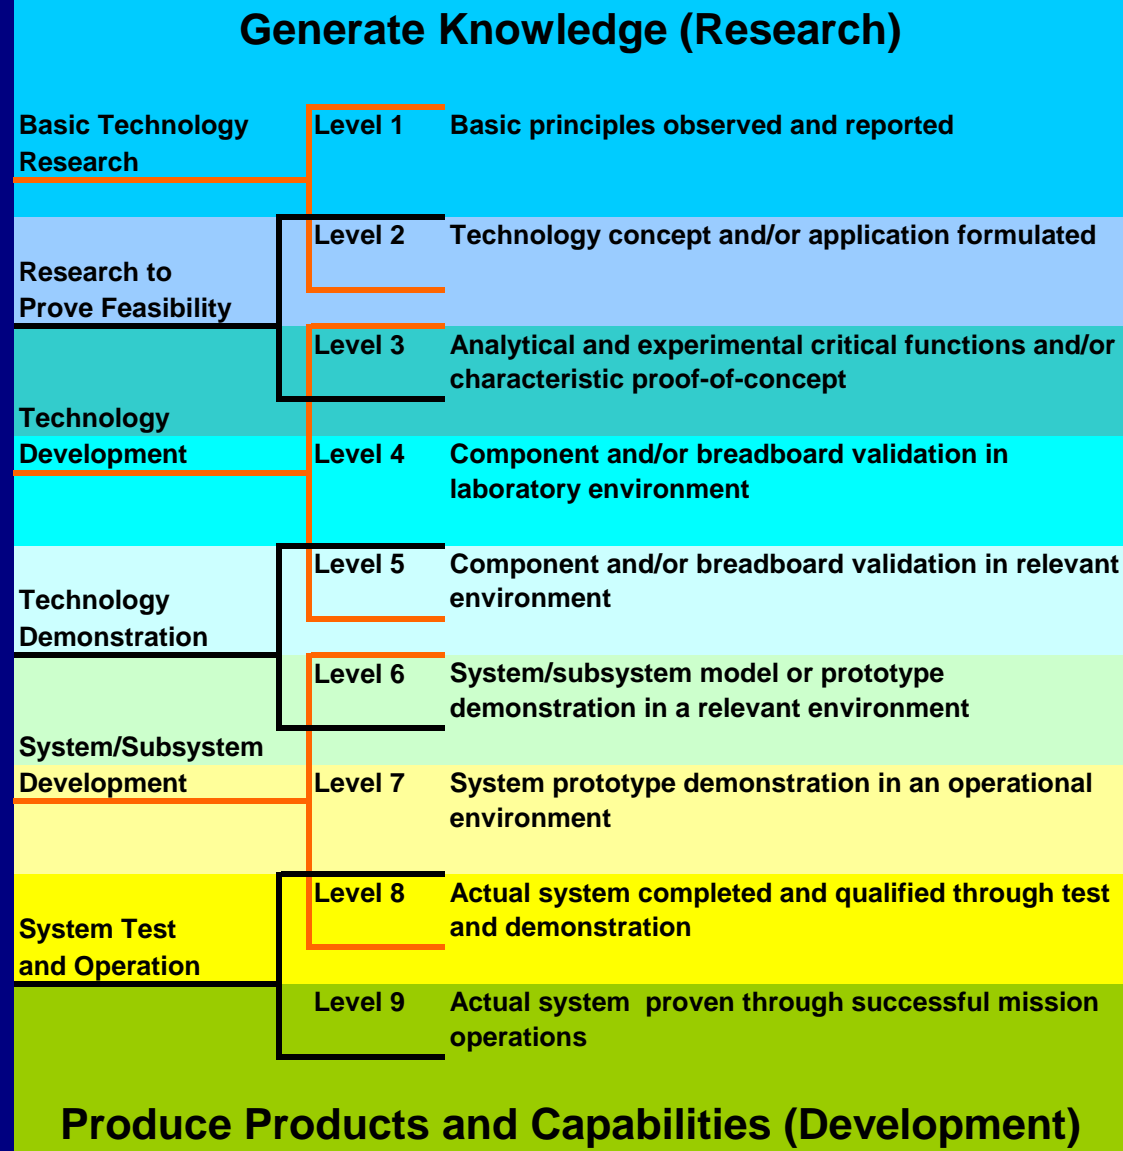 Generate Knowledge (Research)
Basic Technology
Research
Level 1
Basic principles observed and reported
Level 2
Technology concept and/or application formulated
Research to
Prove Feasibility
Level 3
Analytical and experimental critical functions and/or
characteristic proof-of-concept
Technology
Development
Level 4
Component and/or breadboard validation in
laboratory environment
Level 5
Component and/or breadboard validation in relevant
environment
Technology
Demonstration
Level 6
System/subsystem model or prototype
demonstration in a relevant environment
System/Subsystem
Development
Level 7
System prototype demonstration in an operational
environment
Level 8
Actual system completed and qualified through test
and demonstration
System Test
and Operation
Level 9
Actual system  proven through successful mission
operations
Produce Products and Capabilities (Development)